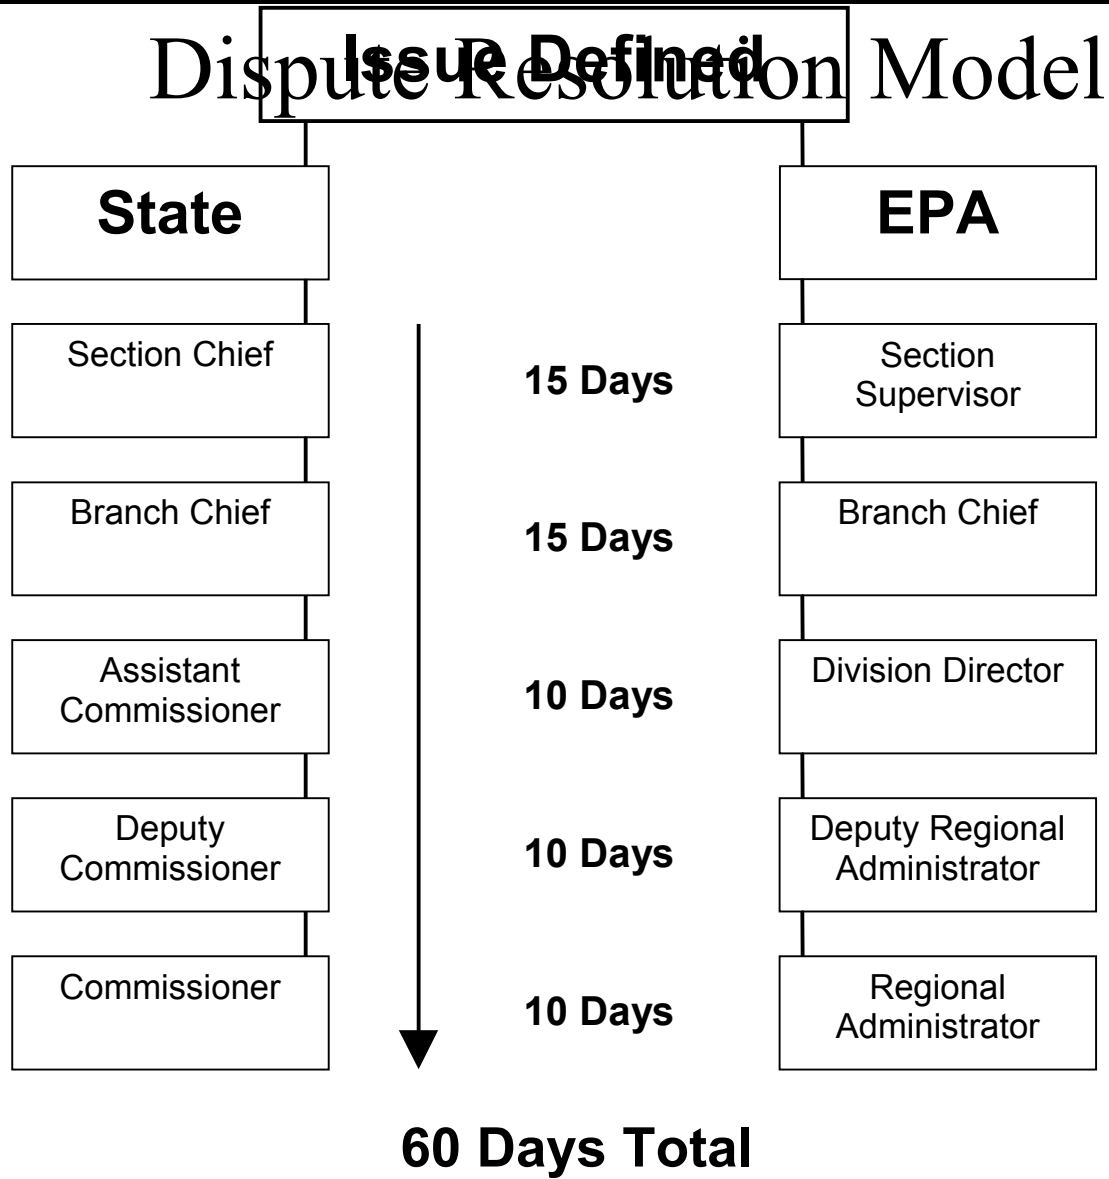 Dispute Resolution Model
Issue Defined
State
EPA
Section Chief
15 Days
Section
Supervisor
Branch Chief
15 Days
Branch Chief
Assistant
Commissioner
10 Days
Division Director
Deputy
Commissioner
10 Days
Deputy Regional
Administrator
Commissioner
10 Days
Regional
Administrator
60 Days Total